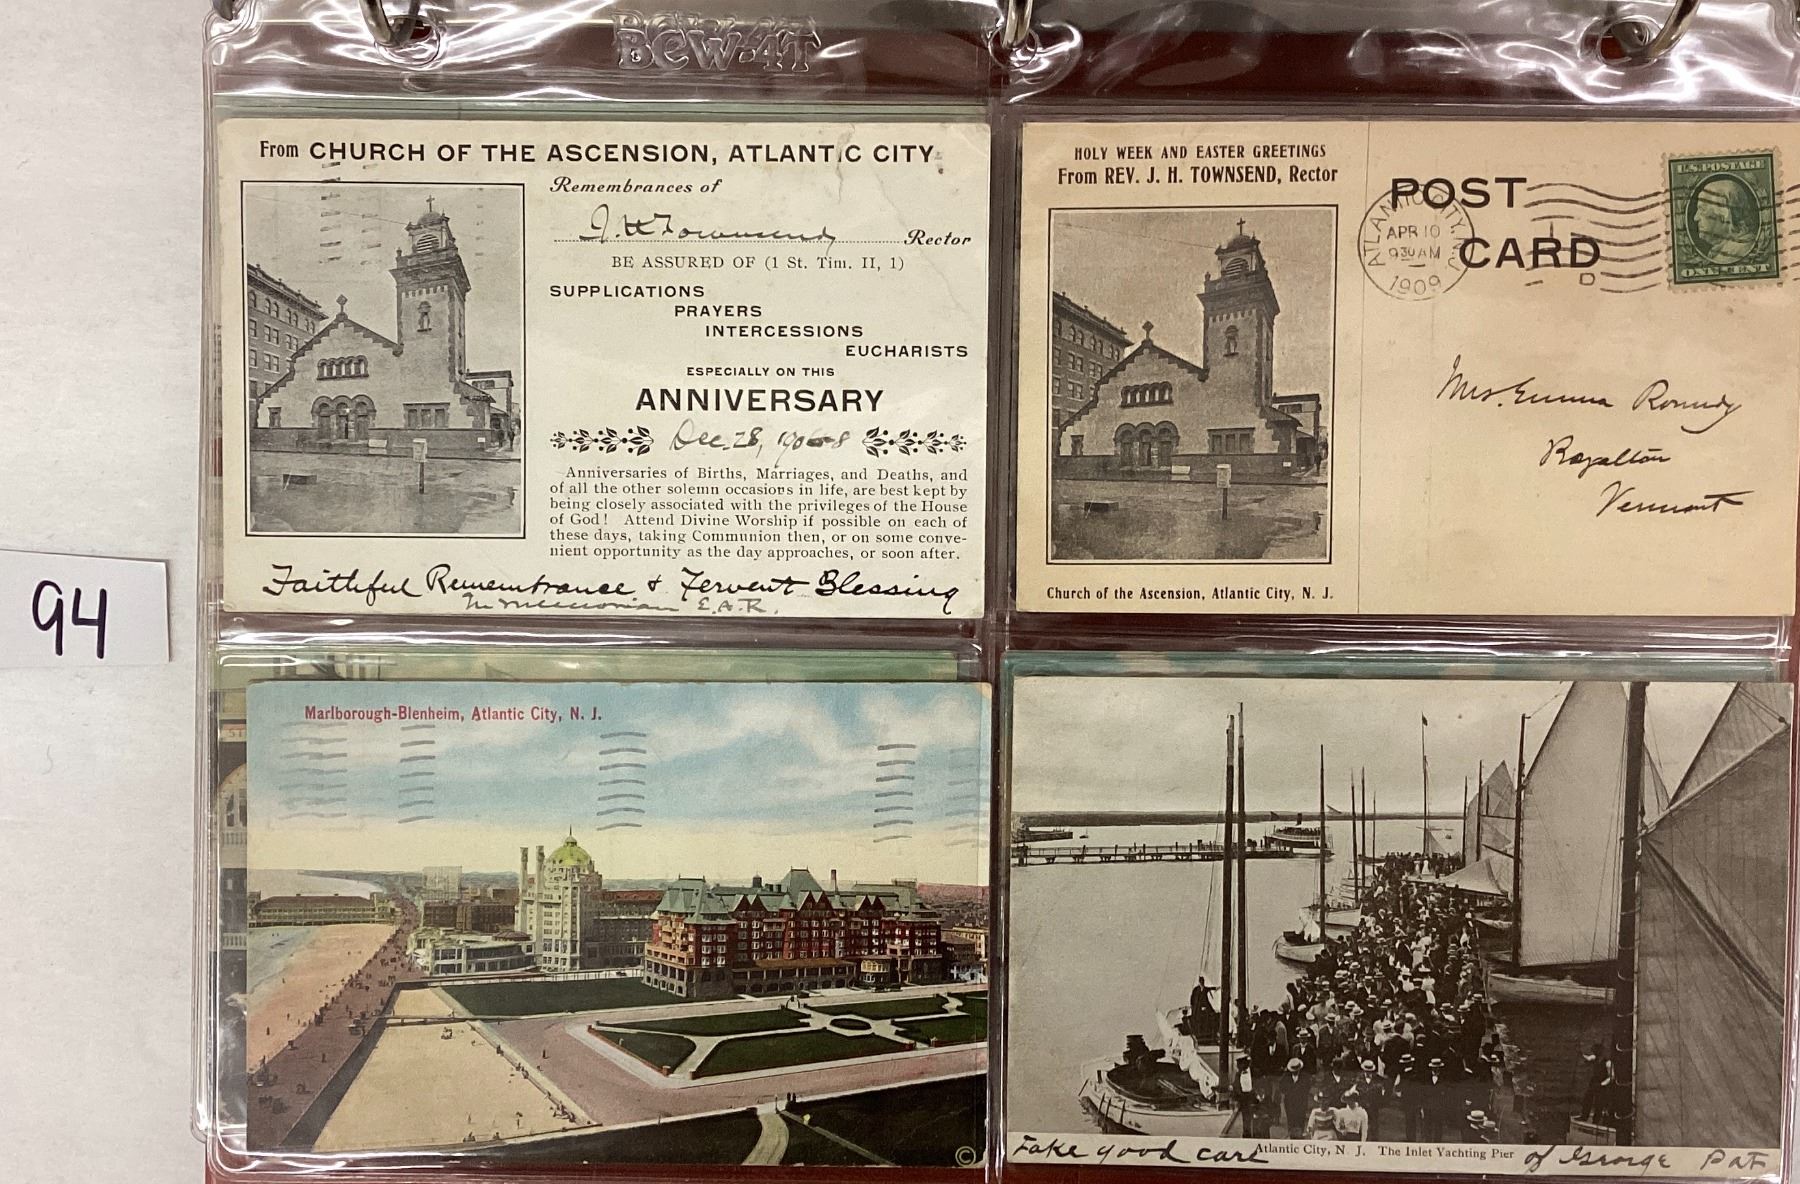 BCW-4T
From CHURCH OF THE ASCENSION, ATLANTIC CITY
Remembrances of
J. H. Townsend Rector
BE ASSURED OF (1 St. Tim. II, 1)
SUPPLICATIONS
PRAYERS
INTERCESSIONS
EUCHARISTS
ESPECIALLY ON THIS
ANNIVERSARY
Dec. 28, 1908
Anniversaries of Births, Marriages, and Deaths, and
of all the other solemn occasions in life, are best kept by
being closely associated with the privileges of the House
of God! Attend Divine Worship if possible on each of
these days, taking Communion then, or on some conve-
nient opportunity as the day approaches, or soon after.
Faithful Remembrance & Fervent Blessing
In memoriam E.A.R.
HOLY WEEK AND EASTER GREETINGS
From REV. J. H. TOWNSEND, Rector
Church of the Ascension, Atlantic City, N. J.
POST
CARD
ATLANTIC CITY, N.J.
APR 10
930 AM
1909
D
U.S. POSTAGE
ONE CENT
Mrs. Emma Romedy
Royalton
Vermont
94
Marlborough-Blenheim, Atlantic City, N. J.
©
Atlantic City, N. J. The Inlet Yachting Pier
Take good care of George Pat